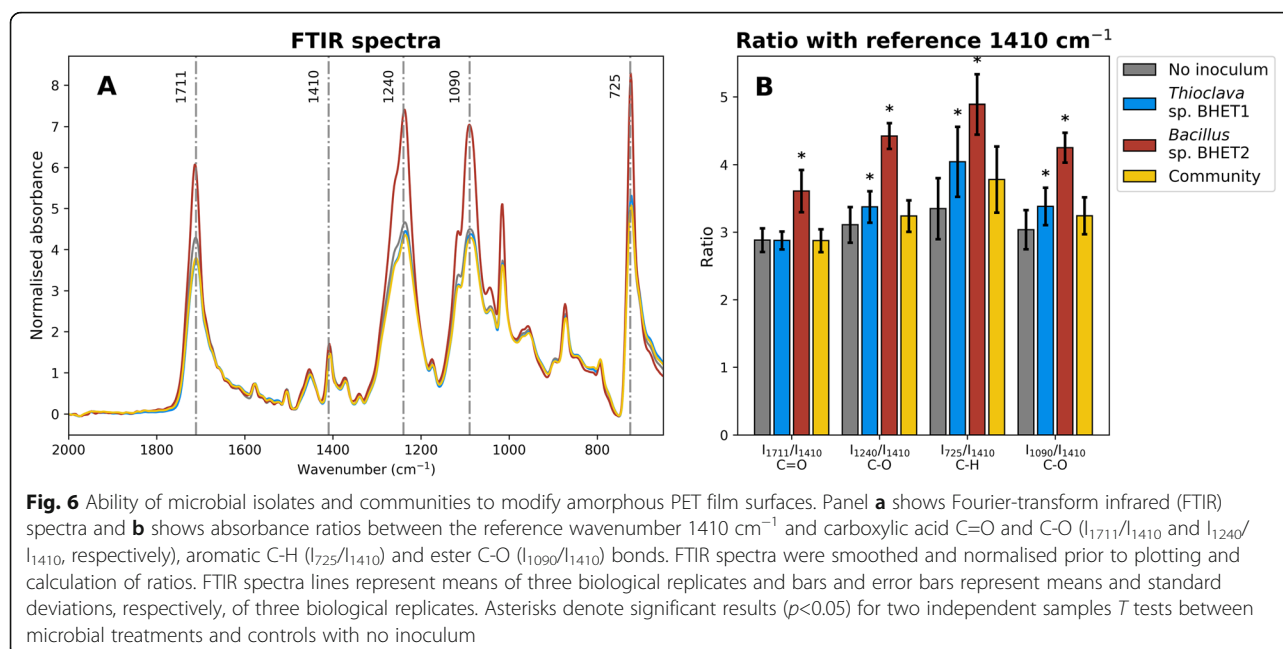 FTIR spectra
A
1711
1410
1240
1090
725
Normalised absorbance
8
7
6
5
4
3
2
1
0
2000 1800 1600 1400 1200 1000 800
Wavenumber (cm⁻¹)
Ratio with reference 1410 cm⁻¹
B
Ratio
5
4
3
2
1
0
*
* *
* *
* *
I₁₇₁₁/I₁₄₁₀ I₁₂₄₀/I₁₄₁₀ I₇₂₅/I₁₄₁₀ I₁₀₉₀/I₁₄₁₀
C=O C-O C-H C-O
No inoculum
Thioclava
sp. BHET1
Bacillus
sp. BHET2
Community
Fig. 6 Ability of microbial isolates and communities to modify amorphous PET film surfaces. Panel a shows Fourier-transform infrared (FTIR)
spectra and b shows absorbance ratios between the reference wavenumber 1410 cm⁻¹ and carboxylic acid C=O and C-O (I₁₇₁₁/I₁₄₁₀ and I₁₂₄₀/
I₁₄₁₀, respectively), aromatic C-H (I₇₂₅/I₁₄₁₀) and ester C-O (I₁₀₉₀/I₁₄₁₀) bonds. FTIR spectra were smoothed and normalised prior to plotting and
calculation of ratios. FTIR spectra lines represent means of three biological replicates and bars and error bars represent means and standard
deviations, respectively, of three biological replicates. Asterisks denote significant results (p<0.05) for two independent samples T tests between
microbial treatments and controls with no inoculum